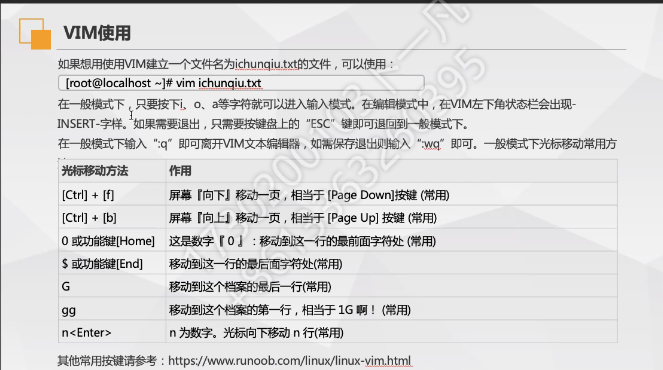 VIM使用
如果想用使用VIM建立一个文件名为ichunqiu.txt的文件，可以使用：
[root@localhost ~]# vim ichunqiu.txt
在一般模式下，只要按下i、o、a等字符就可以进入输入模式。在编辑模式中，在VIM左下角状态栏会出现-
INSERT-字样。如果需要退出，只需要按键盘上的“ESC”键即可退回到一般模式下。
在一般模式下输入“:q”即可离开VIM文本编辑器，如需保存退出则输入“:wq”即可。一般模式下光标移动常用方
光标移动方法 作用
[Ctrl] + [f] 屏幕『向下』移动一页，相当于 [Page Down]按键 (常用)
[Ctrl] + [b] 屏幕『向上』移动一页，相当于 [Page Up] 按键 (常用)
0 或功能键[Home] 这是数字『 0 』：移动到这一行的最前面字符处 (常用)
$ 或功能键[End] 移动到这一行的最后面字符处(常用)
G 移动到这个档案的最后一行(常用)
gg 移动到这个档案的第一行，相当于 1G 啊！ (常用)
n<Enter> n 为数字。光标向下移动 n 行(常用)
其他常用按键请参考：https://www.runoob.com/linux/linux-vim.html